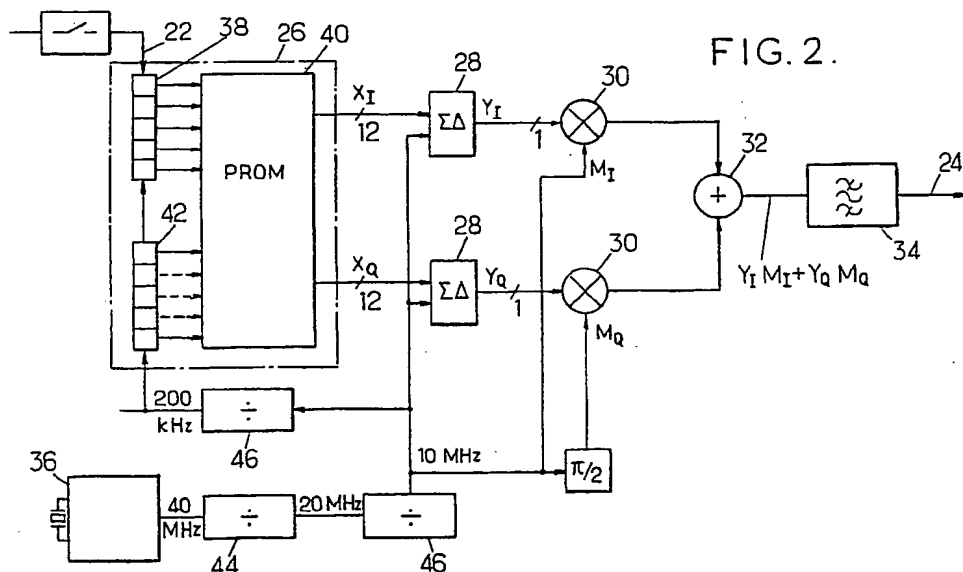 FIG. 2.
22
38
26
40
PROM
42
X_I
12
X_Q
12
28
ΣΔ
Y_I
1
30
M_I
28
ΣΔ
Y_Q
1
30
M_Q
32
+
24
34
Y_I M_I + Y_Q M_Q
200
kHz
÷
46
10 MHz
π/2
36
40
MHz
÷
44
20 MHz
÷
46